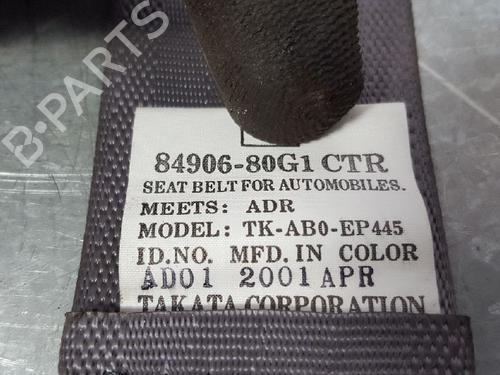 B-PARTS
84906-80G1 CTR
SEAT BELT FOR AUTOMOBILES.
MEETS: ADR
MODEL: TK-AB0-EP445
ID.NO. MFD.IN COLOR
AD01 2001 APR
TAKATA CORPORATION